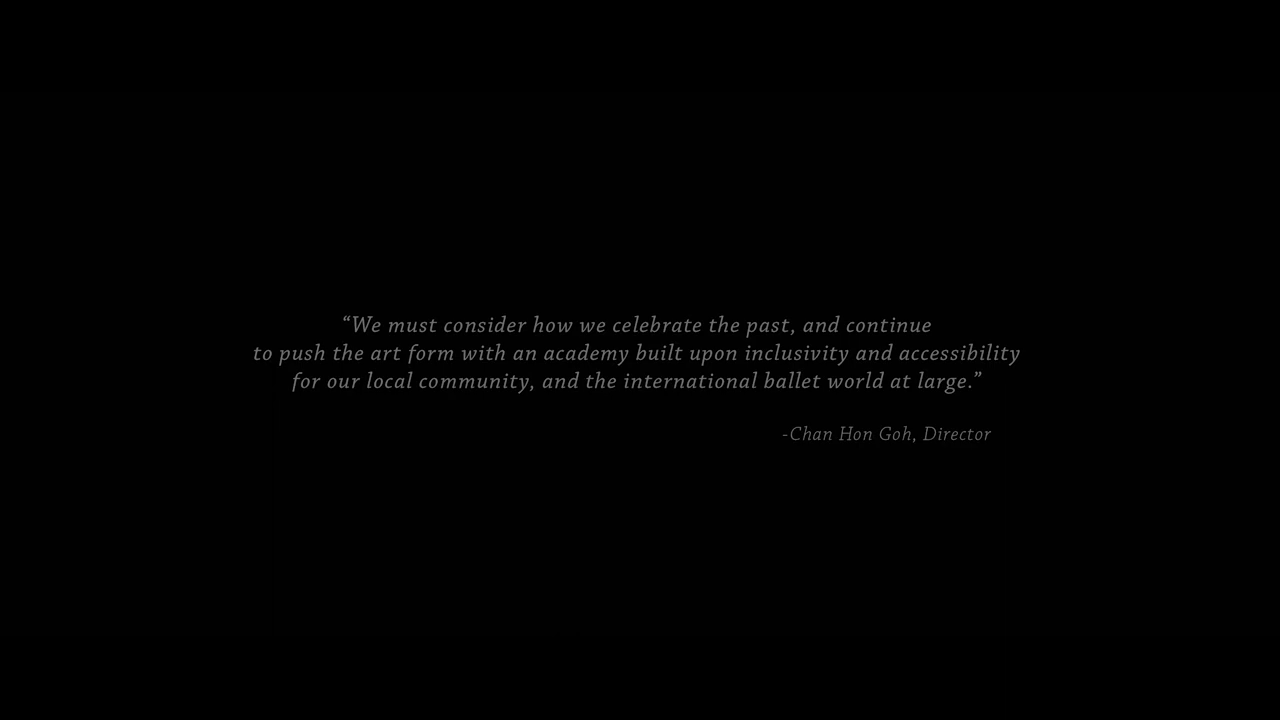 “We must consider how we celebrate the past, and continue
to push the art form with an academy built upon inclusivity and accessibility
for our local community, and the international ballet world at large.”
-Chan Hon Goh, Director